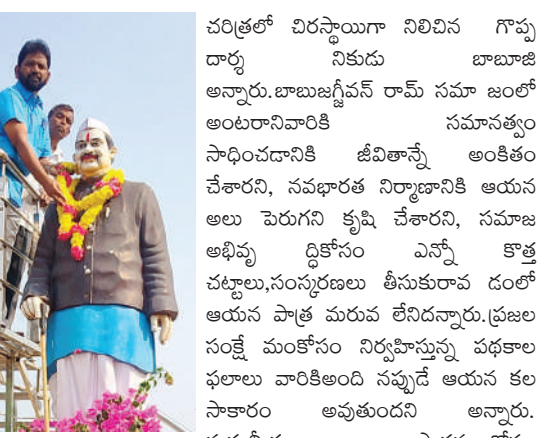 చరిత్రలో చిరస్థాయిగా నిలిచిన గొప్ప
దార్శ నికుడు బాబూజి
అన్నారు.బాబుజగ్జీవన్ రామ్ సమా జంలో
అంటరానివారికి సమానత్వం
సాధించడానికి జీవితాన్నే అంకితం
చేశారని, నవభారత నిర్మాణానికి ఆయన
అలు పెరుగని కృషి చేశారని, సమాజ
అభివృ ద్ధికోసం ఎన్నో కొత్త
చట్టాలు,సంస్కరణలు తీసుకురావ డంలో
ఆయన పాత్ర మరువ లేనిదన్నారు.ప్రజల
సంక్షే మంకోసం నిర్వహిస్తున్న పథకాల
ఫలాలు వారికిఅంది నప్పుడే ఆయన కల
సాకారం అవుతుందని అన్నారు.